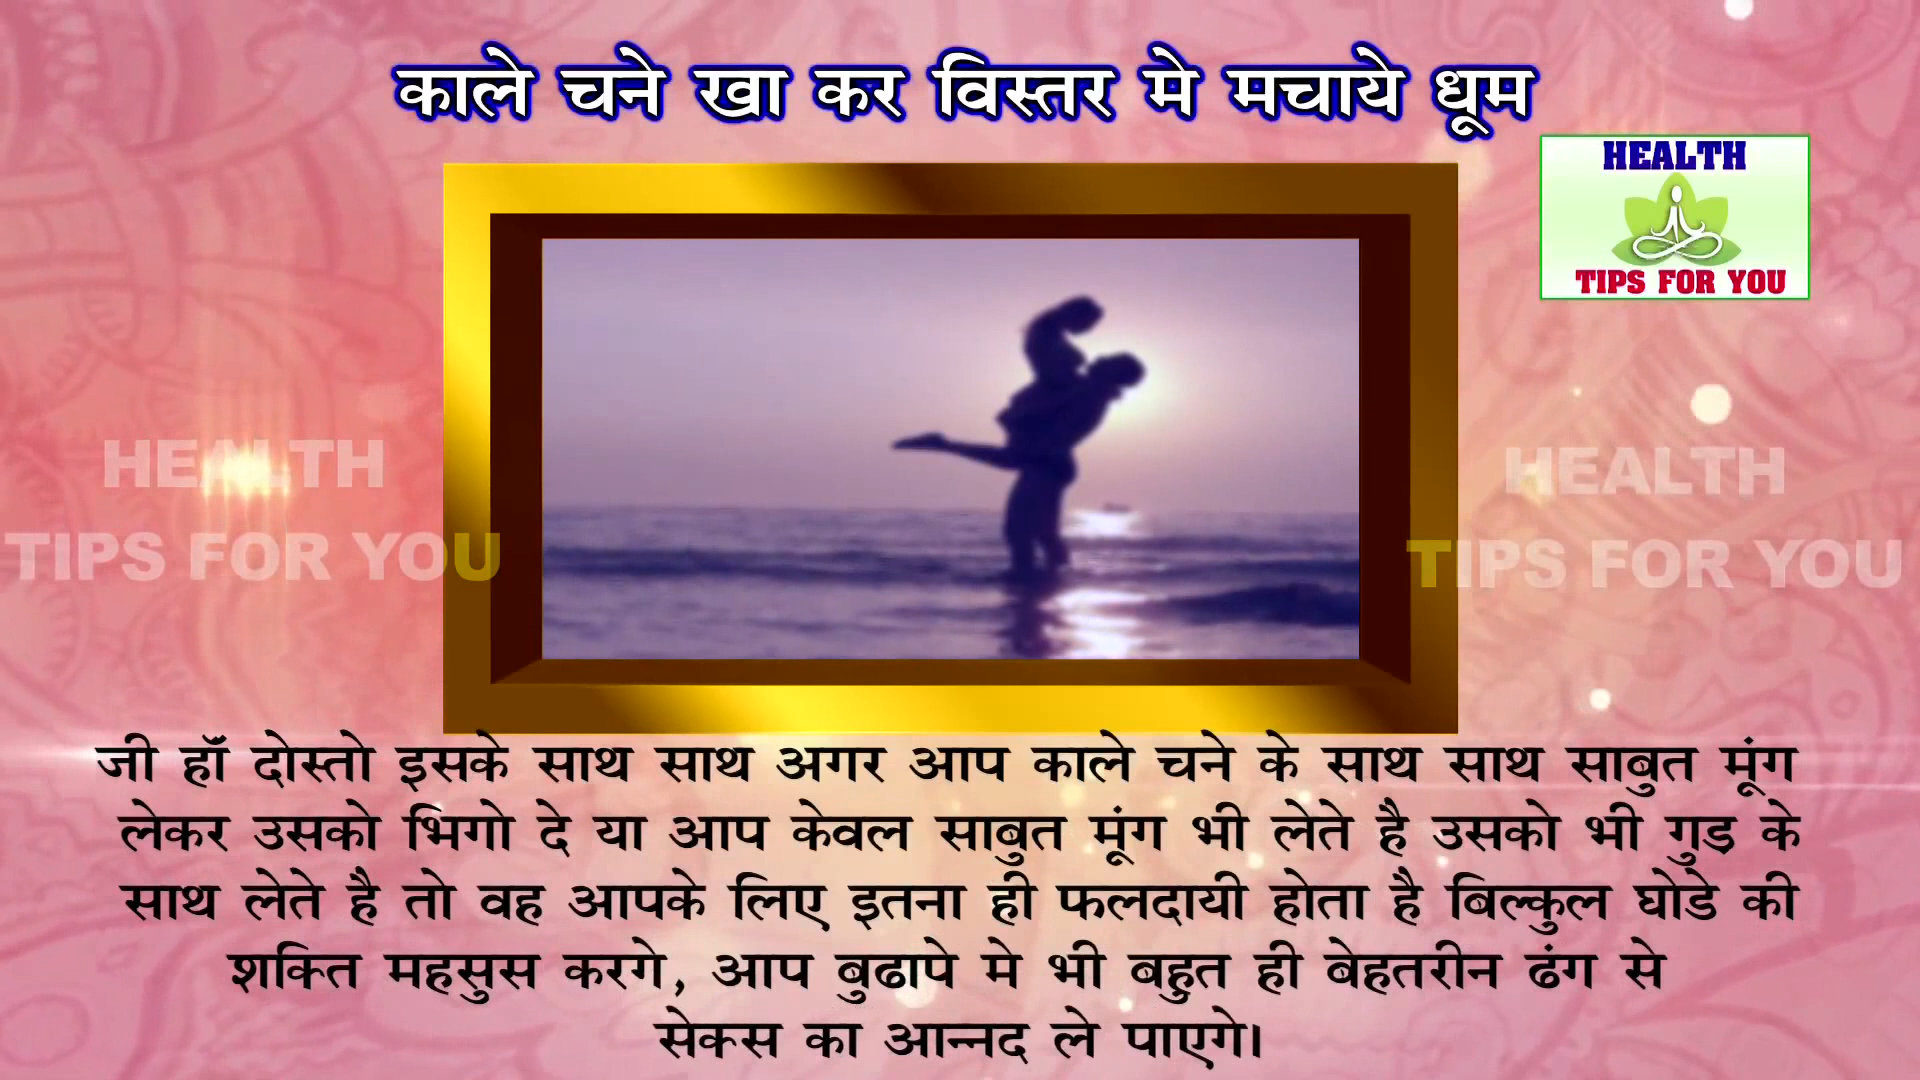 काले चने खा कर विस्तर मे मचाये धूम
HEALTH
TIPS FOR YOU
HEALTH
TIPS FOR YOU
HEALTH
TIPS FOR YOU
जी हॉ दोस्तो इसके साथ साथ अगर आप काले चने के साथ साथ साबुत मूंग
लेकर उसको भिगो दे या आप केवल साबुत मूंग भी लेते है उसको भी गुड के
साथ लेते है तो वह आपके लिए इतना ही फलदायी होता है बिल्कुल घोडे की
शक्ति महसुस करगे, आप बुढापे मे भी बहुत ही बेहतरीन ढंग से
सेकस का आन्नद ले पाएगे।